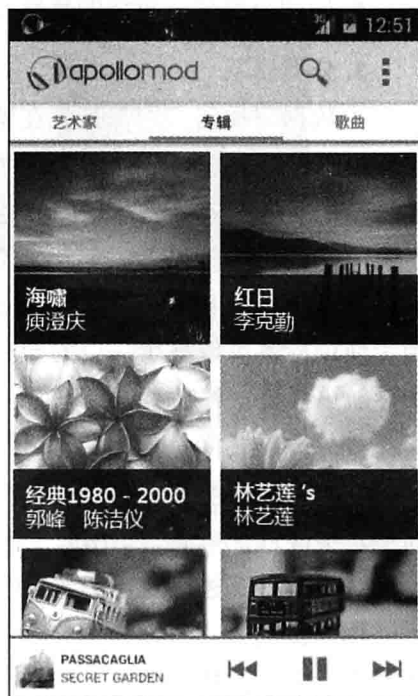 3G 12:51
apollomod
艺术家 专辑 歌曲
海啸
庾澄庆
红日
李克勤
经典1980 - 2000
郭峰 陈洁仪
林艺莲 's
林艺莲
PASSACAGLIA
SECRET GARDEN